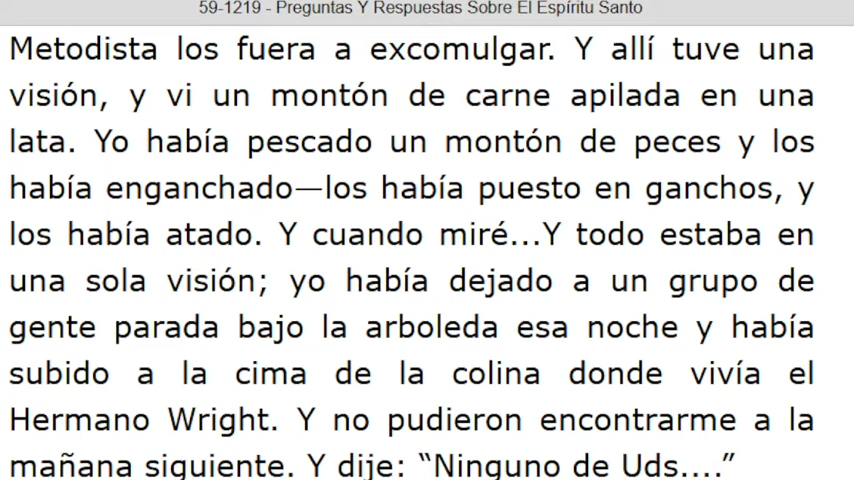 59-1219 - Preguntas Y Respuestas Sobre El Espíritu Santo
Metodista los fuera a excomulgar. Y allí tuve una
visión, y vi un montón de carne apilada en una
lata. Yo había pescado un montón de peces y los
había enganchado—los había puesto en ganchos, y
los había atado. Y cuando miré...Y todo estaba en
una sola visión; yo había dejado a un grupo de
gente parada bajo la arboleda esa noche y había
subido a la cima de la colina donde vivía el
Hermano Wright. Y no pudieron encontrarme a la
mañana siguiente. Y dije: “Ninguno de Uds....”